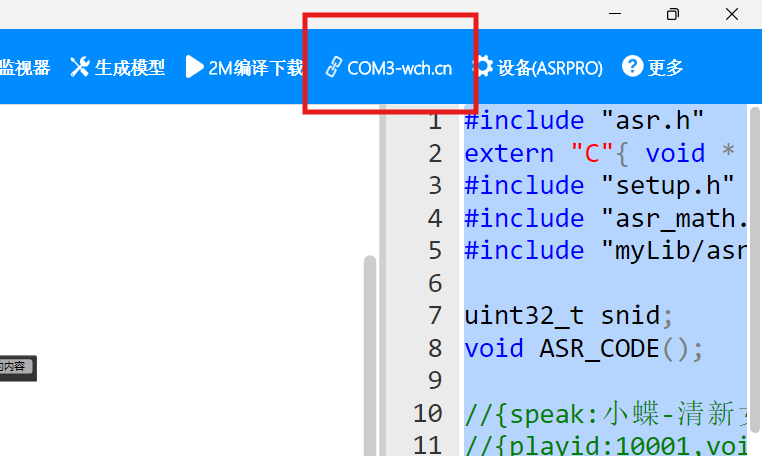 监视器 生成模型 2M编译下载 COM3-wch.cn 设备(ASRPRO) 更多
1 #include "asr.h"
2 extern "C"{ void *
3 #include "setup.h"
4 #include "asr_math.
5 #include "myLib/asr
6
7 uint32_t snid;
8 void ASR_CODE();
9
的内容
10 //{speak:小蝶-清新
11 //{playid:10001,voi